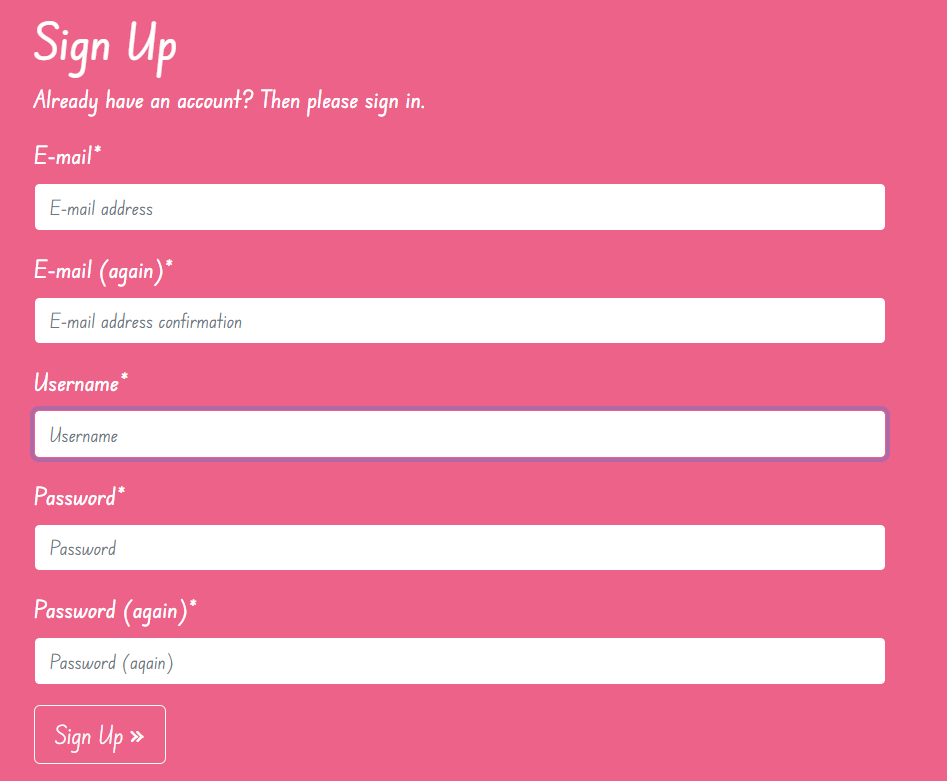 Sign Up
Already have an account? Then please sign in.
E-mail*
E-mail address
E-mail (again)*
E-mail address confirmation
Username*
Username
Password*
Password
Password (again)*
Password (again)
Sign Up »